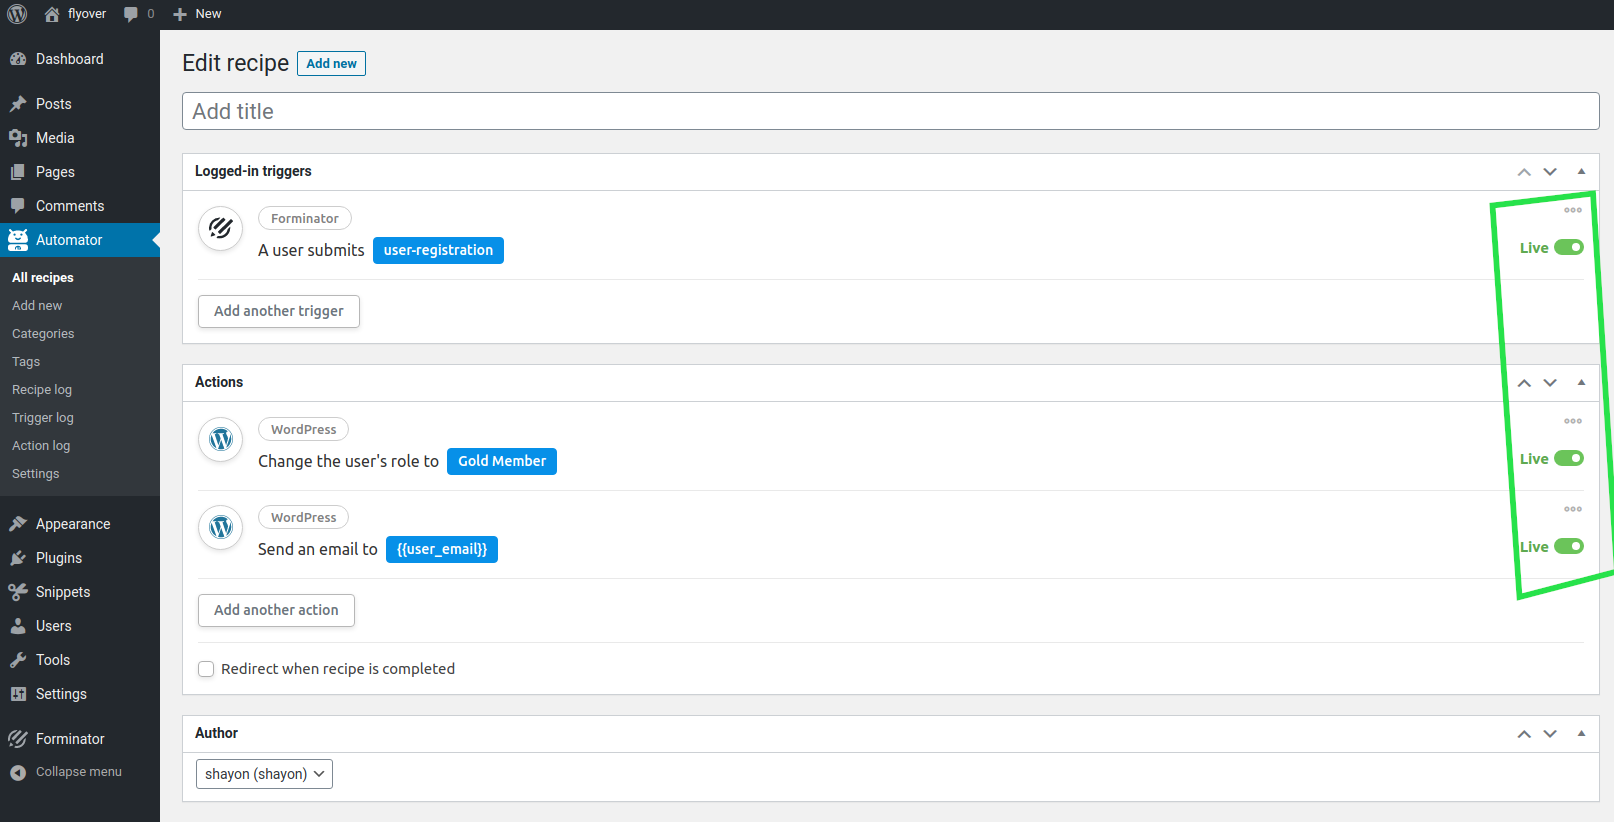 flyover 0 New
Dashboard
Posts
Media
Pages
Comments
Automator
All recipes
Add new
Categories
Tags
Recipe log
Trigger log
Action log
Settings
Appearance
Plugins
Snippets
Users
Tools
Settings
Forminator
Collapse menu
Edit recipe Add new
Add title
Logged-in triggers
Forminator
A user submits user-registration
Live
Add another trigger
Actions
WordPress
Change the user's role to Gold Member
Live
WordPress
Send an email to {{user_email}}
Live
Add another action
Redirect when recipe is completed
Author
shayon (shayon)